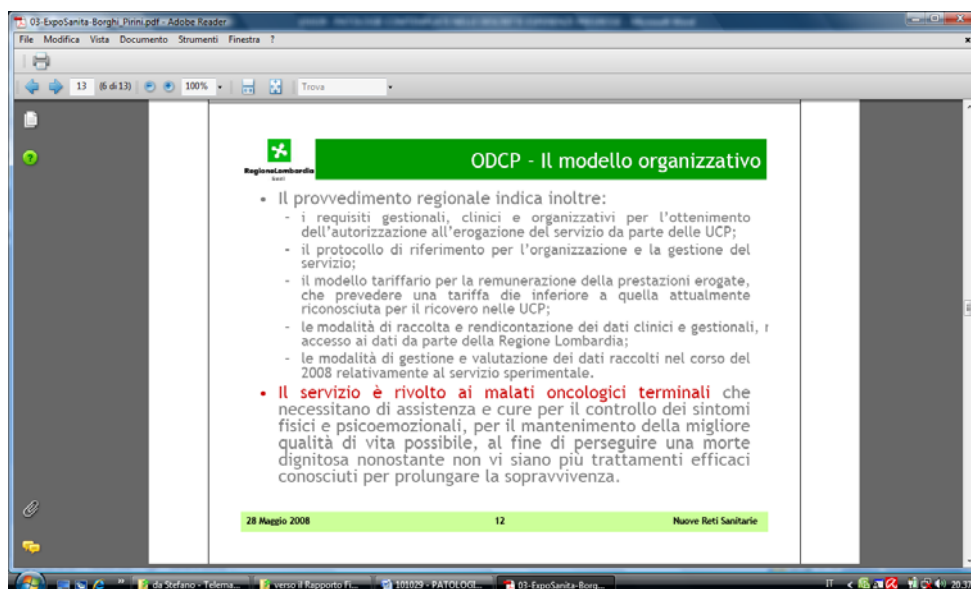 03-ExpoSanita-Borghi_Pirini.pdf - Adobe Reader
File Modifica Vista Documento Strumenti Finestra ?
13 (6 di 13) 100% Trova
RegioneLombardia
ODCP - Il modello organizzativo
• Il provvedimento regionale indica inoltre:
- i requisiti gestionali, clinici e organizzativi per l'ottenimento
dell'autorizzazione all'erogazione del servizio da parte delle UCP;
- il protocollo di riferimento per l'organizzazione e la gestione del
servizio;
- il modello tariffario per la remunerazione della prestazioni erogate,
che prevedere una tariffa die inferiore a quella attualmente
riconosciuta per il ricovero nelle UCP;
- le modalità di raccolta e rendicontazione dei dati clinici e gestionali,
accesso ai dati da parte della Regione Lombardia;
- le modalità di gestione e valutazione dei dati raccolti nel corso del
2008 relativamente al servizio sperimentale.
• Il servizio è rivolto ai malati oncologici terminali che
necessitano di assistenza e cure per il controllo dei sintomi
fisici e psicoemozionali, per il mantenimento della migliore
qualità di vita possibile, al fine di perseguire una morte
dignitosa nonostante non vi siano più trattamenti efficaci
conosciuti per prolungare la sopravvivenza.
28 Maggio 2008 12 Nuove Reti Sanitarie
da Stefano - Telema... verso il Rapporto Fi... 101029 - PATOLOGI... 03-ExpoSanita-Borg... IT 20.37